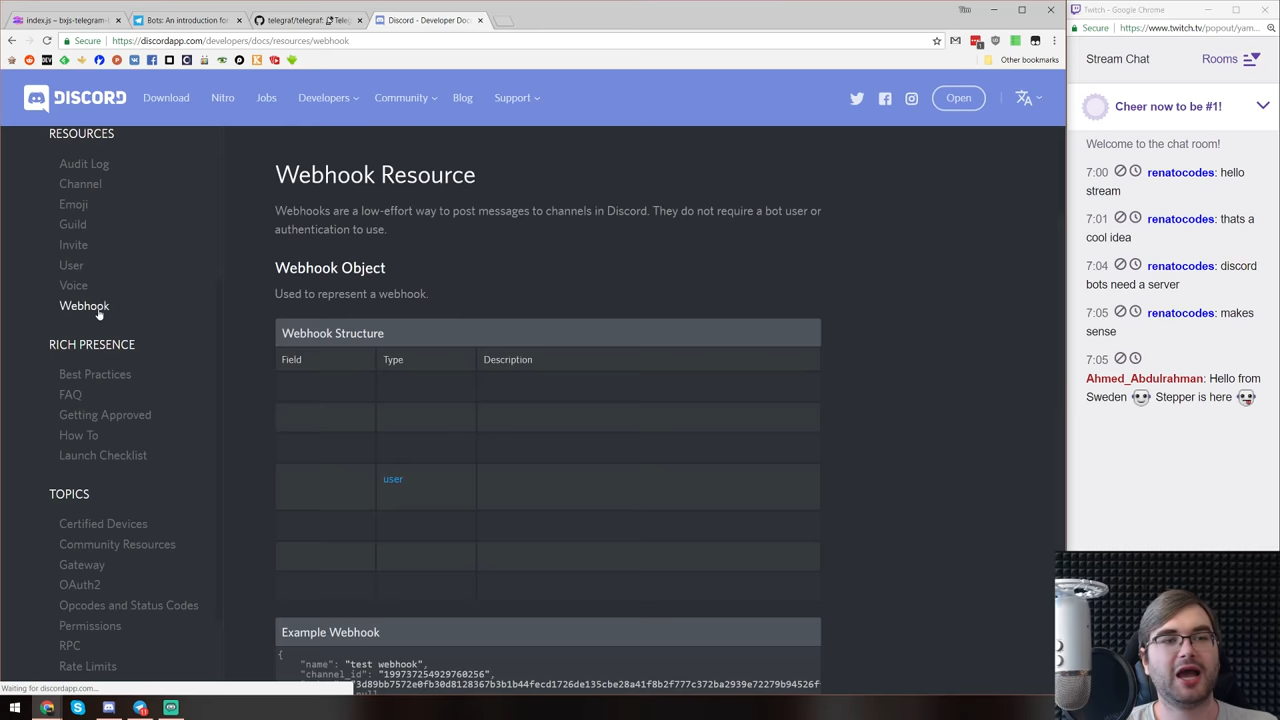 index.js – bxjs-telegram-
Bots: An introduction for
telegraf/telegraf:
Discord - Developer Doc
Tim
Twitch - Google Chrome
Secure
https://discordapp.com/developers/docs/resources/webhook
Secure
https://www.twitch.tv/popout/yam
Other bookmarks
DISCORD
Download
Nitro
Jobs
Developers
Community
Blog
Support
Open
Stream Chat
Rooms
Cheer now to be #1!
Welcome to the chat room!
7:00 renatocodes: hello
stream
7:01 renatocodes: thats a
cool idea
7:04 renatocodes: discord
bots need a server
7:05 renatocodes: makes
sense
7:05
Ahmed_Abdulrahman: Hello from
Sweden Stepper is here
RESOURCES
Audit Log
Channel
Emoji
Guild
Invite
User
Voice
Webhook
RICH PRESENCE
Best Practices
FAQ
Getting Approved
How To
Launch Checklist
TOPICS
Certified Devices
Community Resources
Gateway
OAuth2
Opcodes and Status Codes
Permissions
RPC
Rate Limits
Webhook Resource
Webhooks are a low-effort way to post messages to channels in Discord. They do not require a bot user or
authentication to use.
Webhook Object
Used to represent a webhook.
Webhook Structure
Field Type Description
user
Example Webhook
{
"name": "test webhook",
"channel_id": "199737254929760256",
Waiting for discordapp.com...